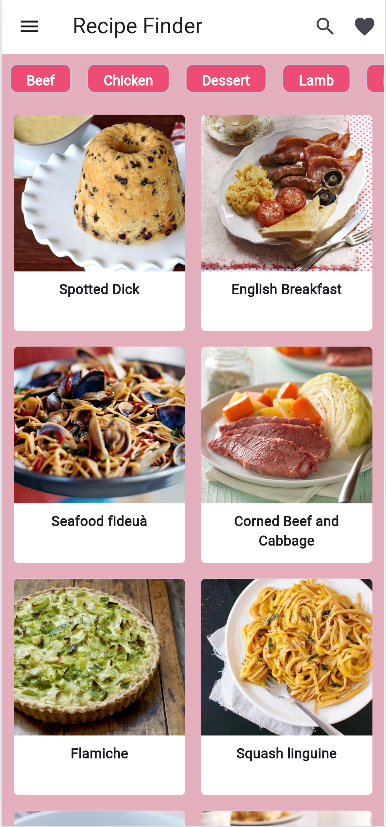 Recipe Finder
Beef Chicken Dessert Lamb
Spotted Dick
English Breakfast
Seafood fideuà
Corned Beef and
Cabbage
Flamiche
Squash linguine